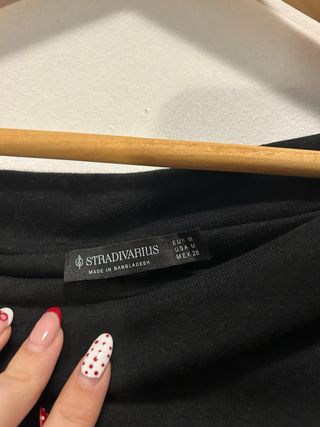 STRADIVARIUS
MADE IN BANGLADESH
EUR M
USA M
MEX 28